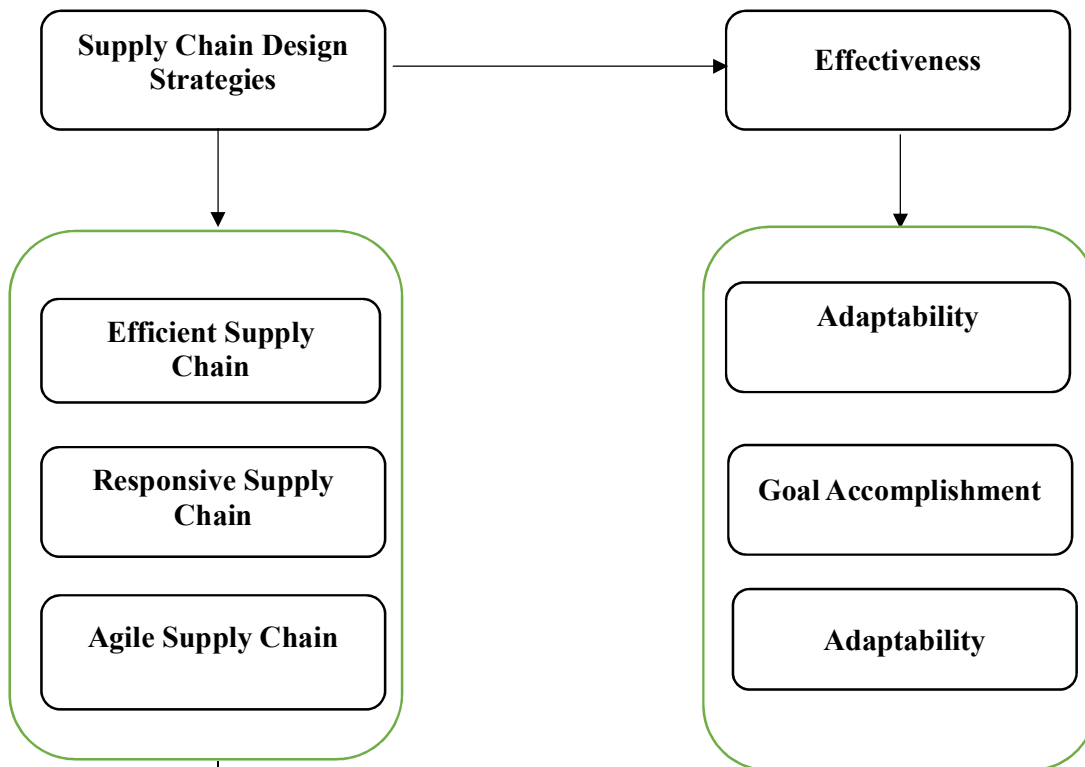 Supply Chain Design
Strategies
Effectiveness
Efficient Supply
Chain
Responsive Supply
Chain
Agile Supply Chain
Adaptability
Goal Accomplishment
Adaptability